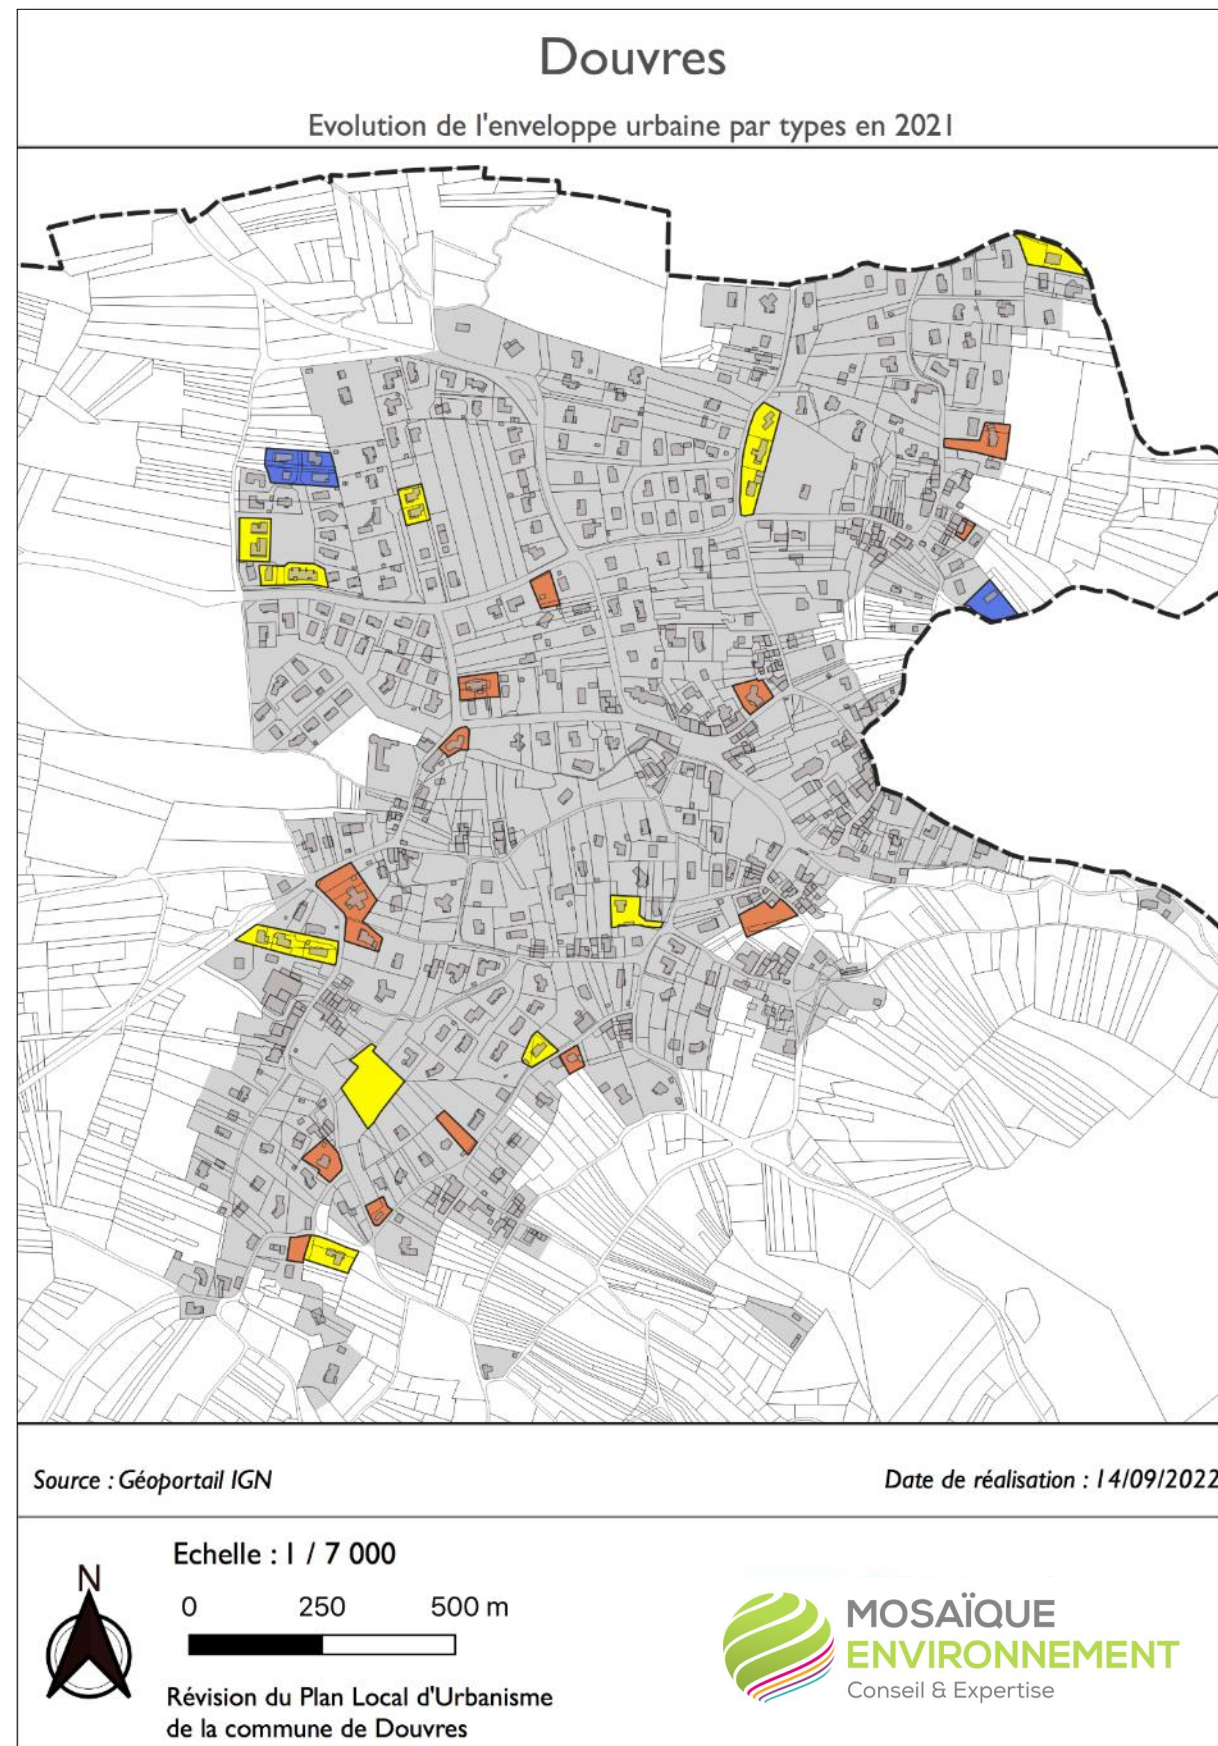 Douvres
Evolution de l'enveloppe urbaine par types en 2021
Source : Géoportail IGN
Date de réalisation : 14/09/2022
Echelle : 1 / 7 000
N
0 250 500 m
Révision du Plan Local d'Urbanisme
de la commune de Douvres
MOSAÏQUE
ENVIRONNEMENT
Conseil & Expertise